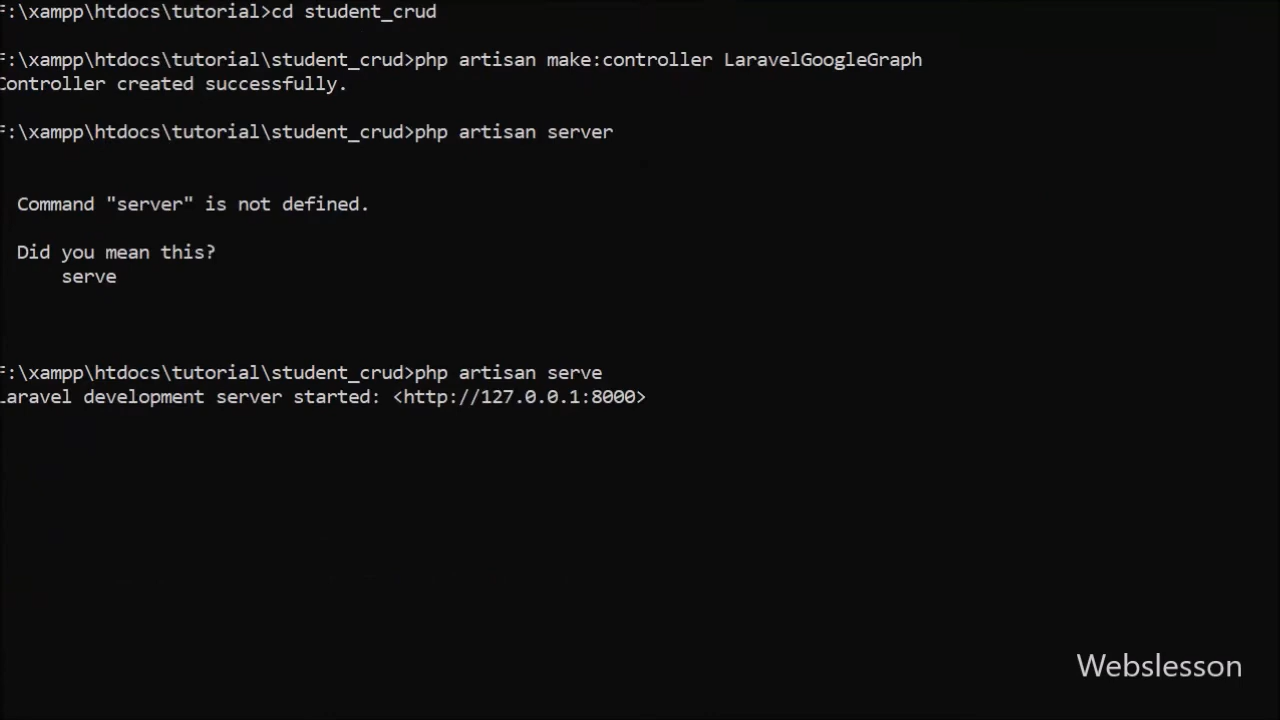 F:\xampp\htdocs\tutorial>cd student_crud
F:\xampp\htdocs\tutorial\student_crud>php artisan make:controller LaravelGoogleGraph
Controller created successfully.
F:\xampp\htdocs\tutorial\student_crud>php artisan server
Command "server" is not defined.
Did you mean this?
serve
F:\xampp\htdocs\tutorial\student_crud>php artisan serve
Laravel development server started: <http://127.0.0.1:8000>
Webslesson